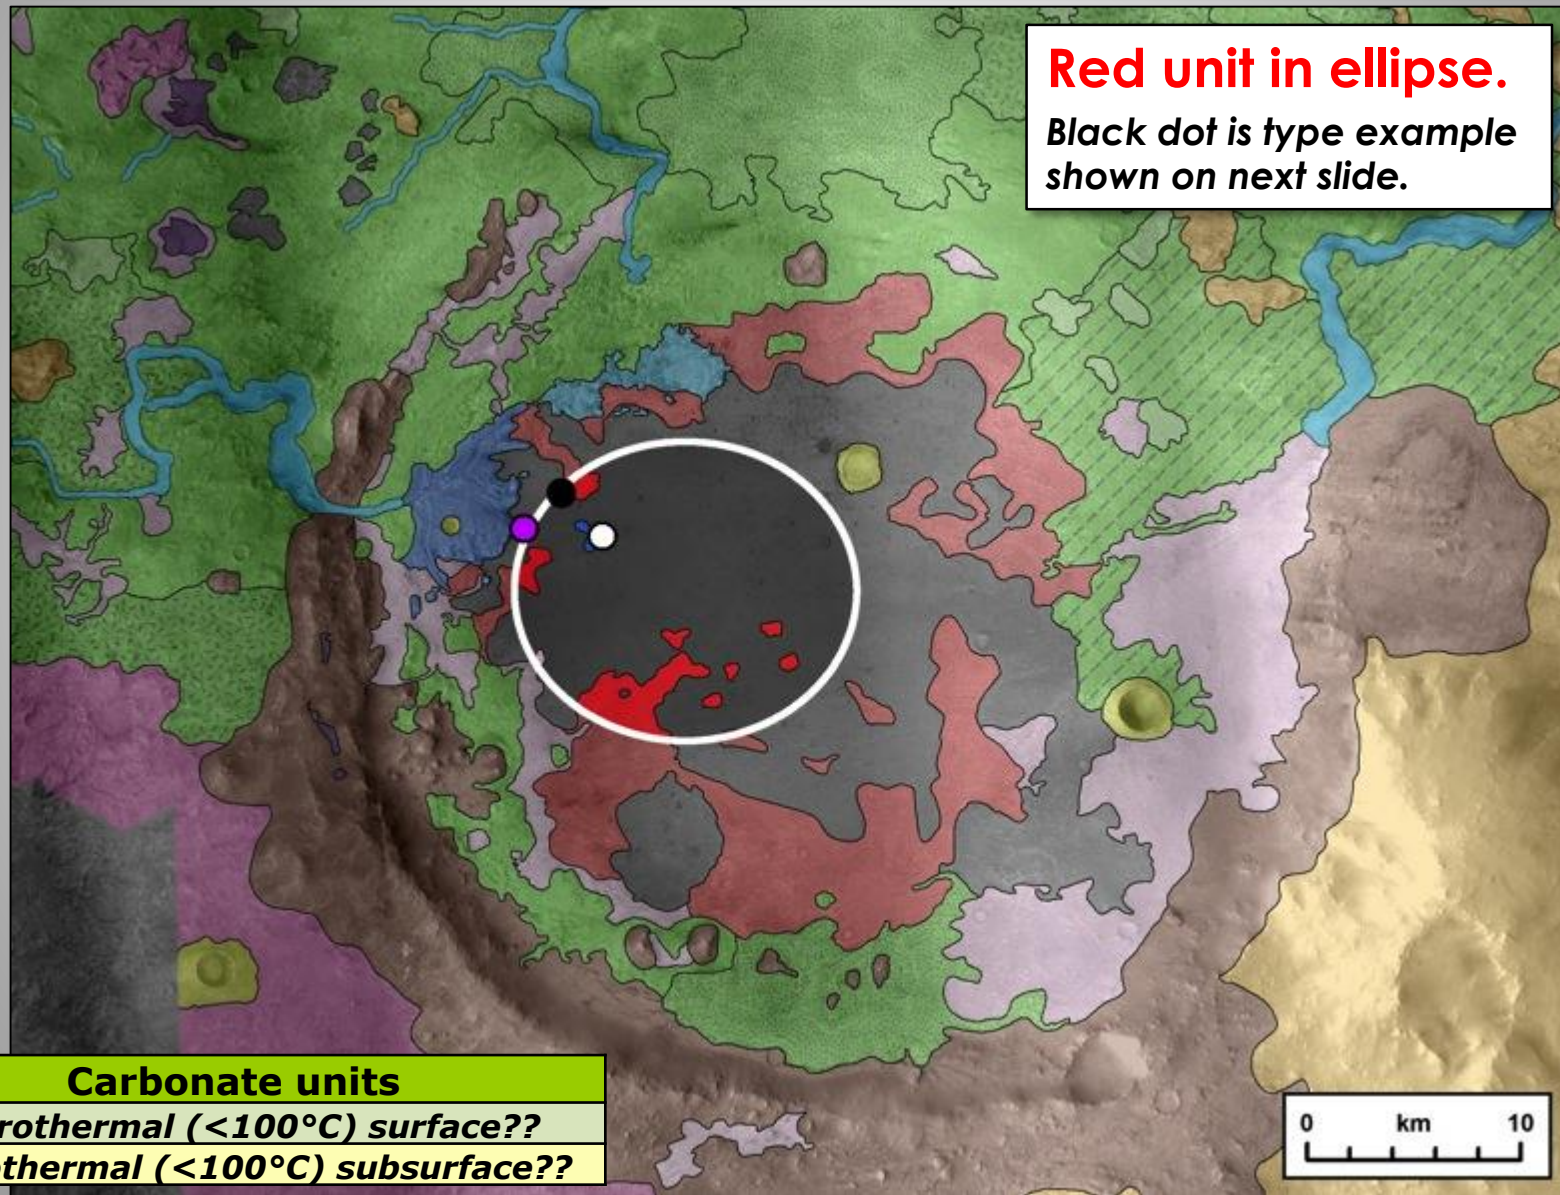 Red unit in ellipse.
Black dot is type example
shown on next slide.
Carbonate units
rothermal (<100°C) surface??
othermal (<100°C) subsurface??
0 km 10